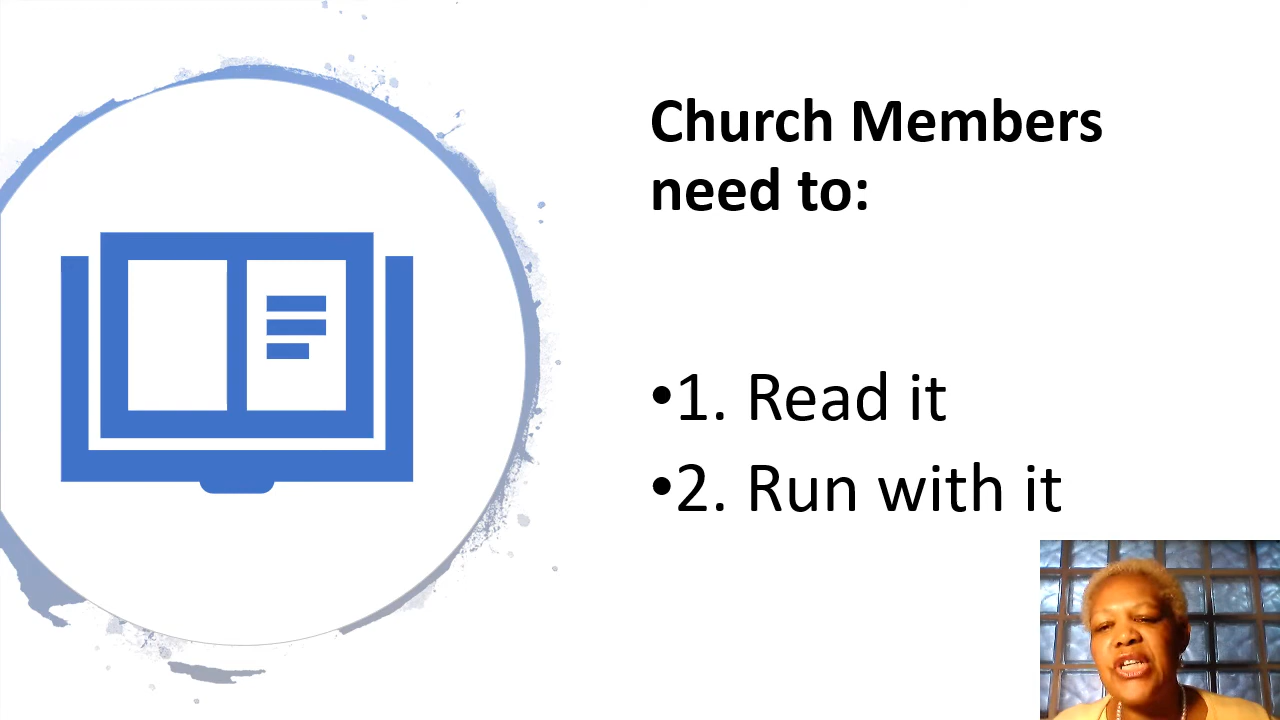 Church Members
need to:
•1. Read it
•2. Run with it